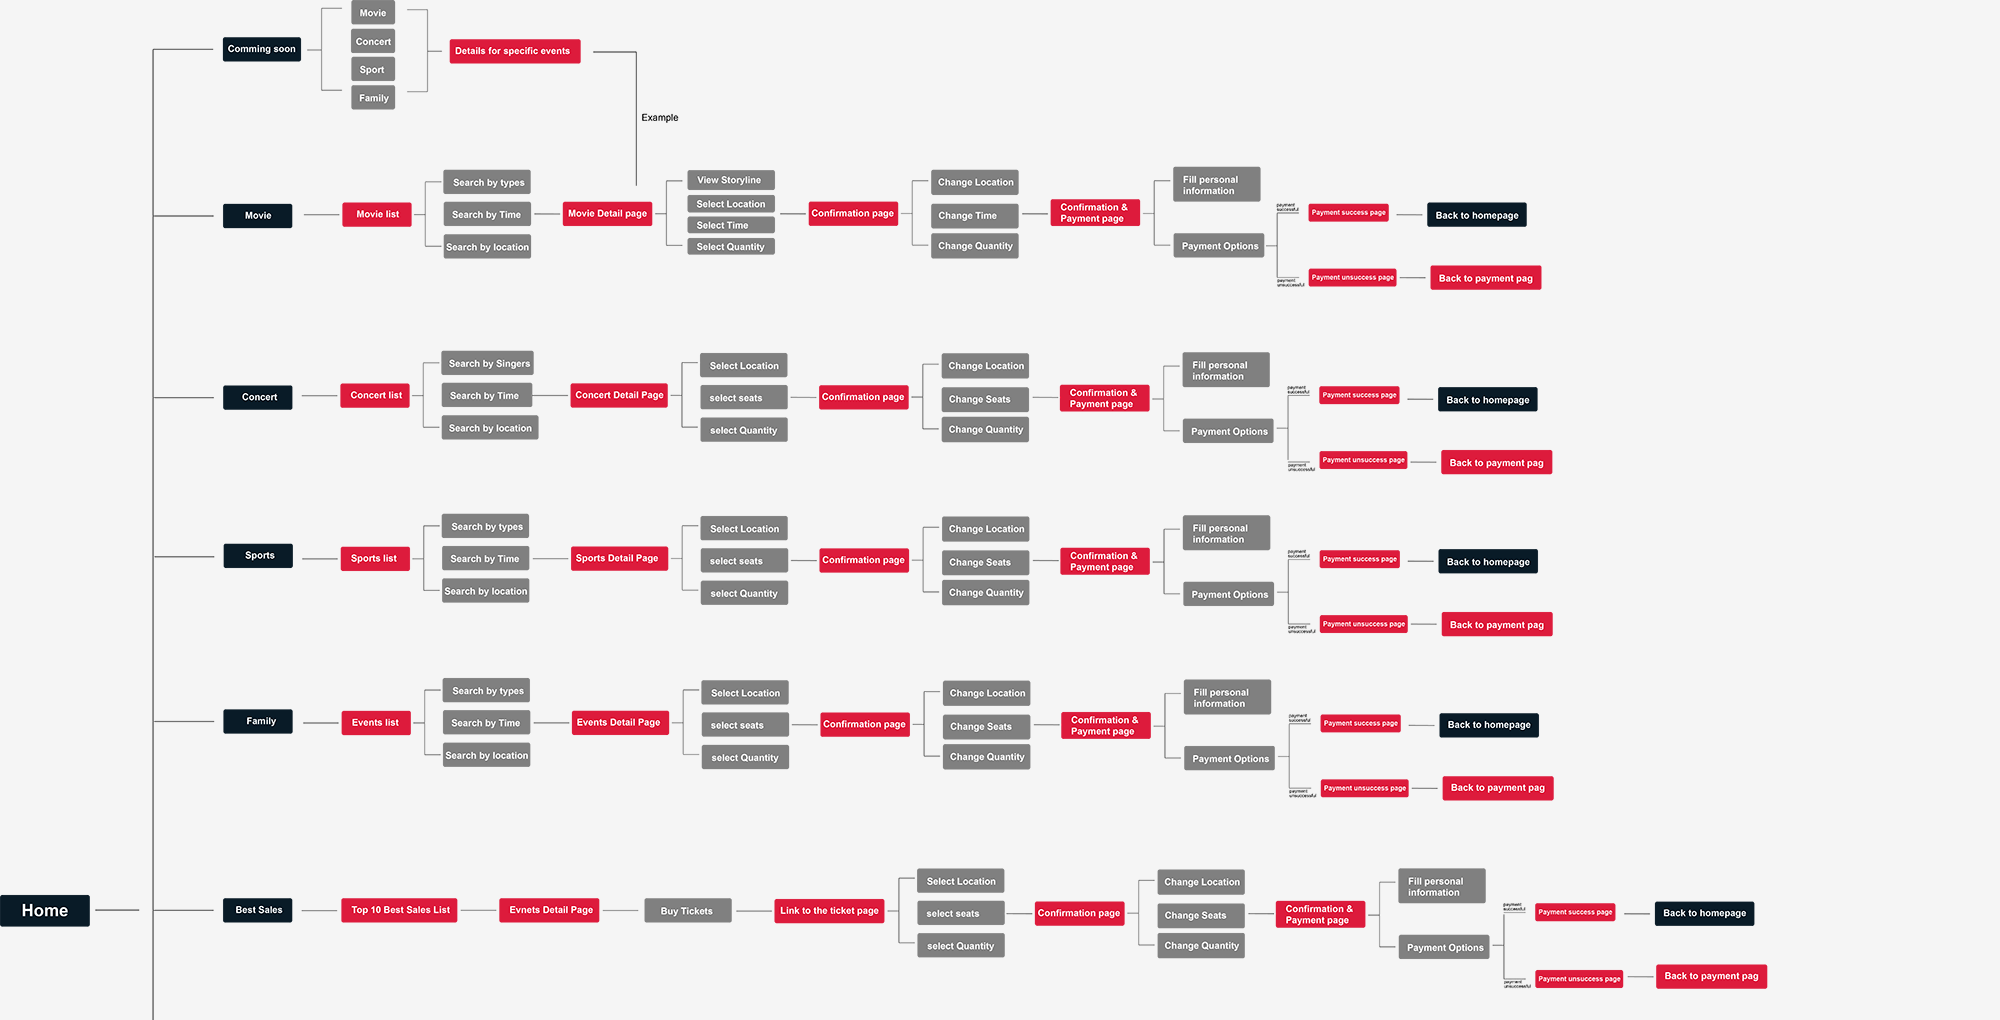 Movie
Concert
Comming soon
Details for specific events
Sport
Family
Example
Search by types
View Storyline
Change Location
Fill personal
information
Select Location
Movie
Movie list
Search by Time
Movie Detail page
Select Time
Confirmation page
Change Time
Confirmation &
Payment page
payment
successful
Payment success page
Back to homepage
Search by location
Select Quantity
Change Quantity
Payment Options
payment
unsuccessful
Payment unsuccess page
Back to payment pag
Search by Singers
Select Location
Change Location
Fill personal
information
Concert
Concert list
Search by Time
Concert Detail Page
select seats
Confirmation page
Change Seats
Confirmation &
Payment page
payment
successful
Payment success page
Back to homepage
Search by location
select Quantity
Change Quantity
Payment Options
payment
unsuccessful
Payment unsuccess page
Back to payment pag
Search by types
Select Location
Change Location
Fill personal
information
Sports
Sports list
Search by Time
Sports Detail Page
select seats
Confirmation page
Change Seats
Confirmation &
Payment page
payment
successful
Payment success page
Back to homepage
Search by location
select Quantity
Change Quantity
Payment Options
payment
unsuccessful
Payment unsuccess page
Back to payment pag
Search by types
Select Location
Change Location
Fill personal
information
Family
Events list
Search by Time
Events Detail Page
select seats
Confirmation page
Change Seats
Confirmation &
Payment page
payment
successful
Payment success page
Back to homepage
Search by location
select Quantity
Change Quantity
Payment Options
payment
unsuccessful
Payment unsuccess page
Back to payment pag
Home
Best Sales
Top 10 Best Sales List
Evnets Detail Page
Buy Tickets
Link to the ticket page
Select Location
select seats
select Quantity
Confirmation page
Change Location
Change Seats
Change Quantity
Confirmation &
Payment page
Fill personal
information
Payment Options
payment
successful
Payment success page
Back to homepage
payment
unsuccessful
Payment unsuccess page
Back to payment pag